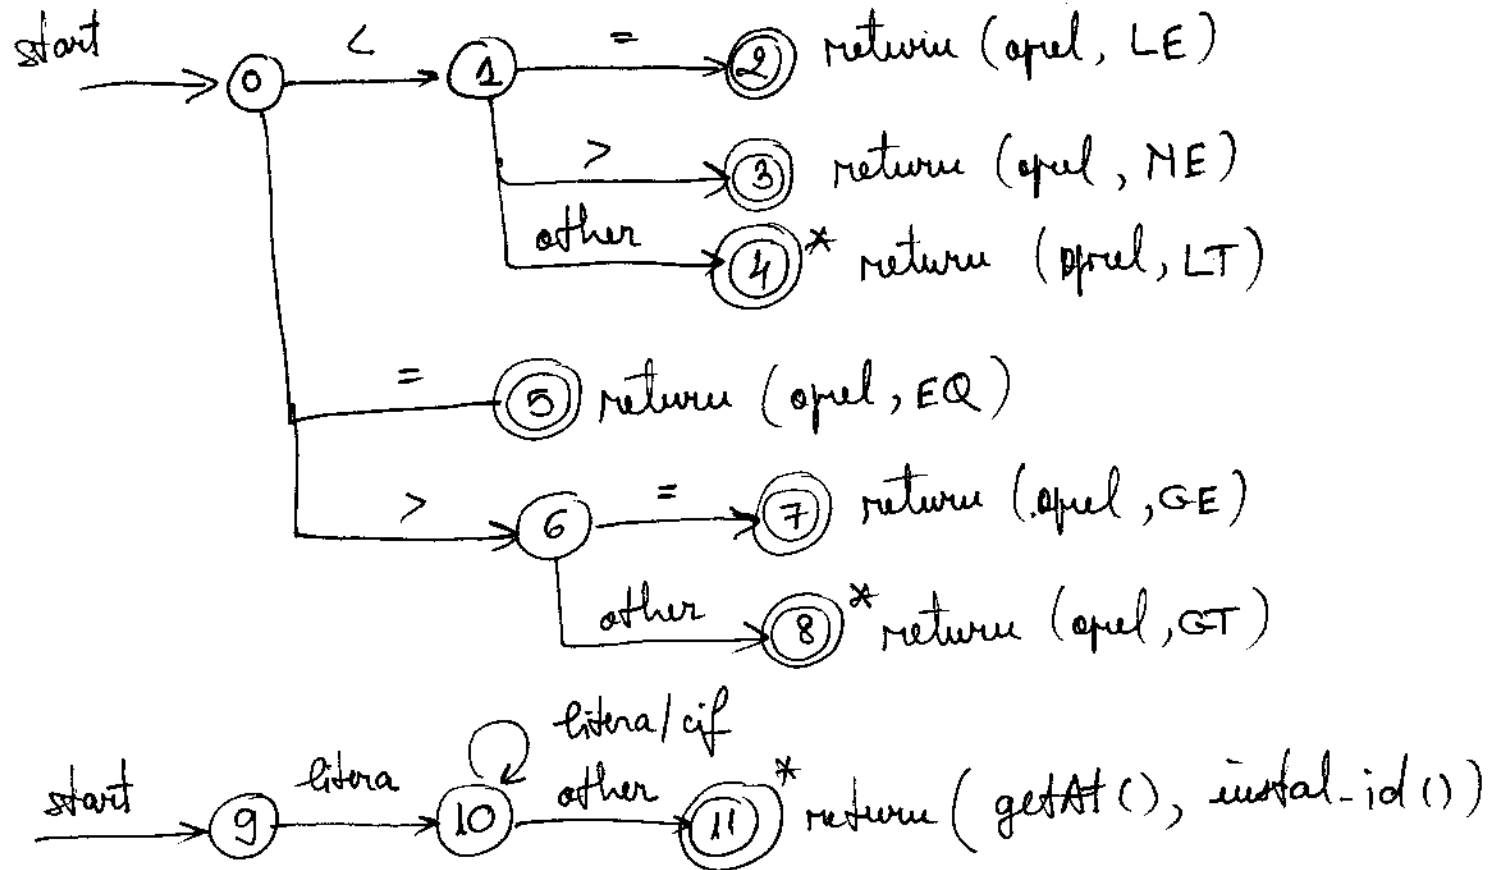 start
0 < 1 = 2 return (oprel, LE)
> 3 return (oprel, NE)
other 4 * return (oprel, LT)
= 5 return (oprel, EQ)
> 6 = 7 return (oprel, GE)
other 8 * return (oprel, GT)
litera/cif
start 9 litera 10 other 11 * return (getAt(), instal_id())